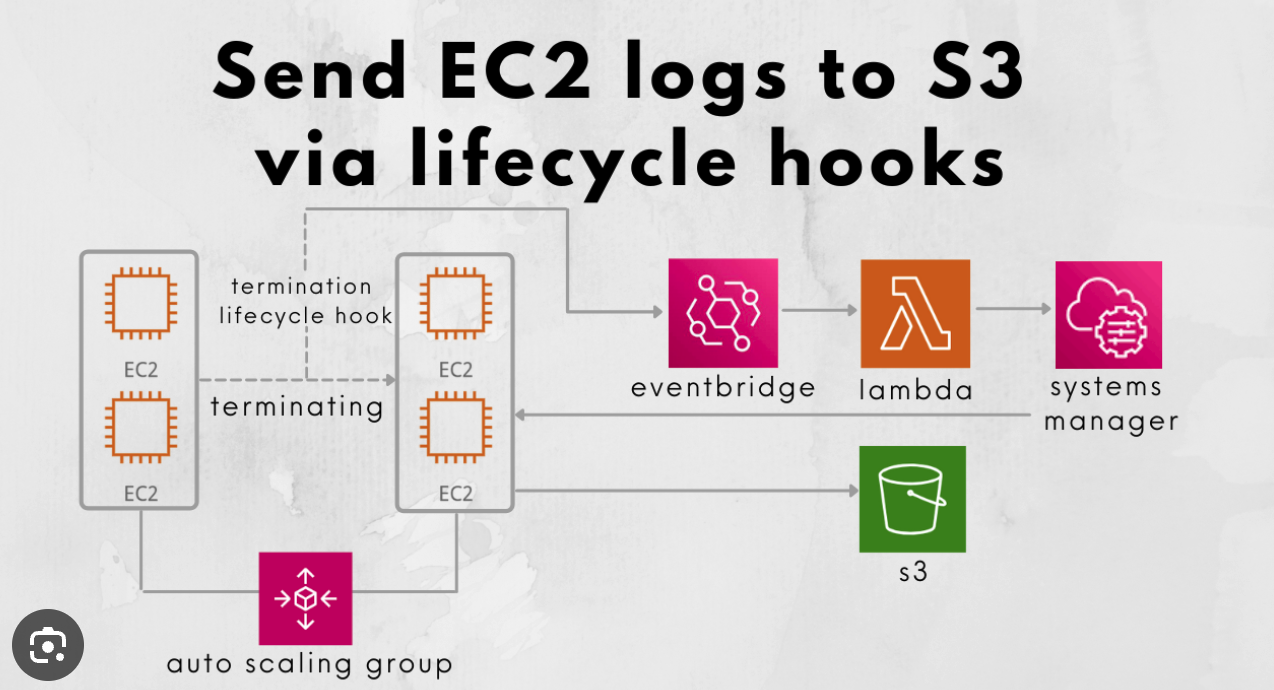 Send EC2 logs to S3
via lifecycle hooks
termination
lifecycle hook
EC2
EC2
terminating
EC2
EC2
eventbridge
lambda
systems
manager
s3
auto scaling group